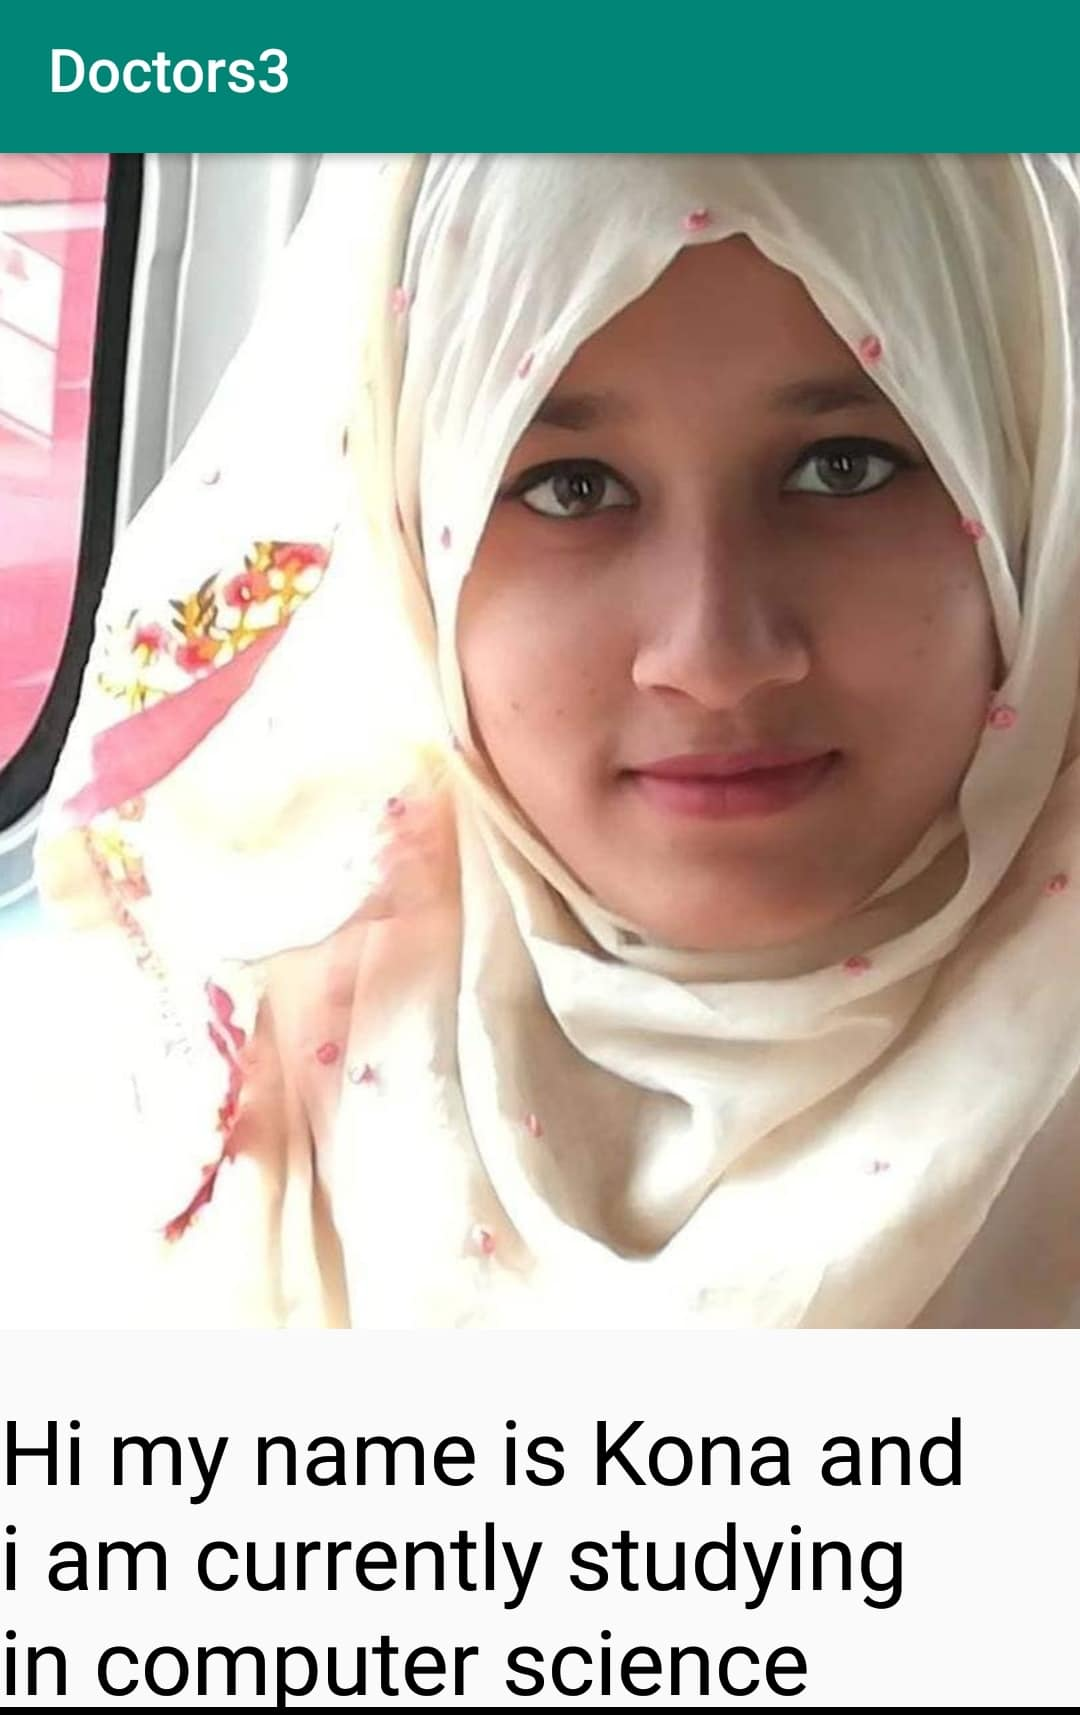 Doctors3
Hi my name is Kona and
i am currently studying
in computer science